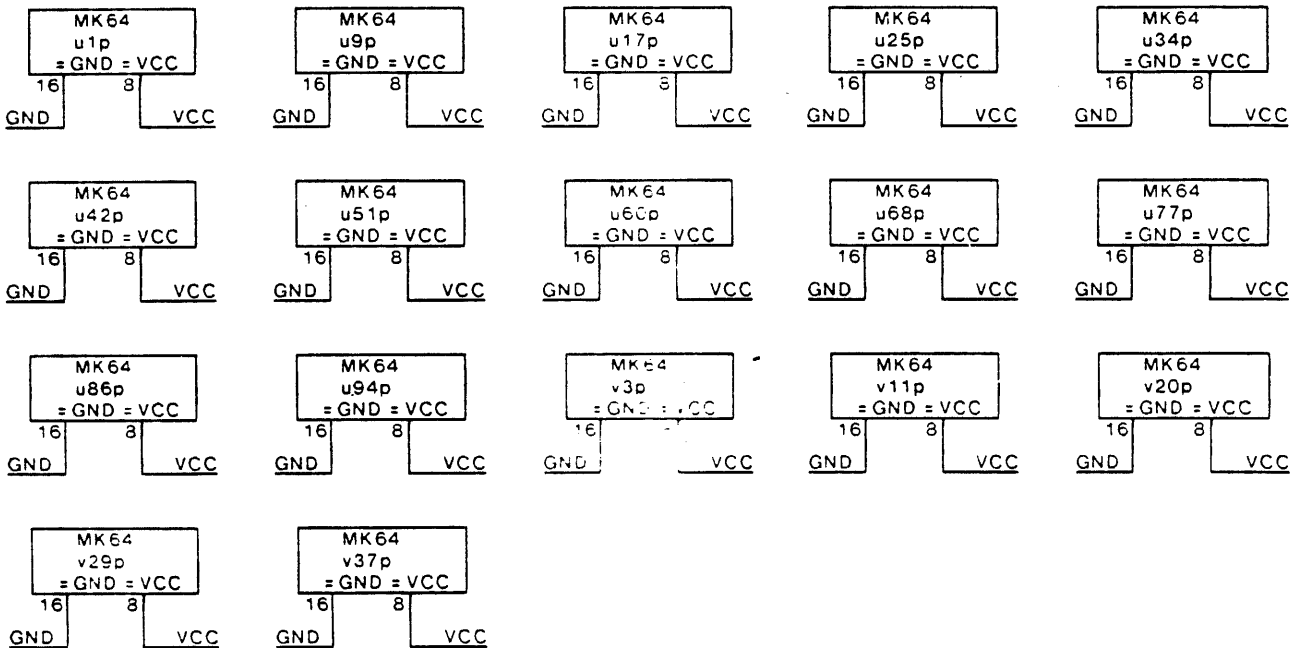 MK64 MK64 MK64 MK64 MK64
u1p u9p u17p u25p u34p
=GND =VCC =GND =VCC =GND =VCC =GND =VCC =GND =VCC
16 8 16 8 16 8 16 8 16 8
GND VCC GND VCC GND VCC GND VCC GND VCC
MK64 MK64 MK64 MK64 MK64
u42p u51p u60p u68p u77p
=GND =VCC =GND =VCC =GND =VCC =GND =VCC =GND =VCC
16 8 16 8 16 8 16 8 16 8
GND VCC GND VCC GND VCC GND VCC GND VCC
MK64 MK64 MK64 MK64 MK64
u86p u94p v3p v11p v20p
=GND =VCC =GND =VCC =GND =VCC =GND =VCC =GND =VCC
16 8 16 8 16 16 8 16 8
GND VCC GND VCC GND VCC GND VCC GND VCC
MK64 MK64
v29p v37p
=GND =VCC =GND =VCC
16 8 16 8
GND VCC GND VCC